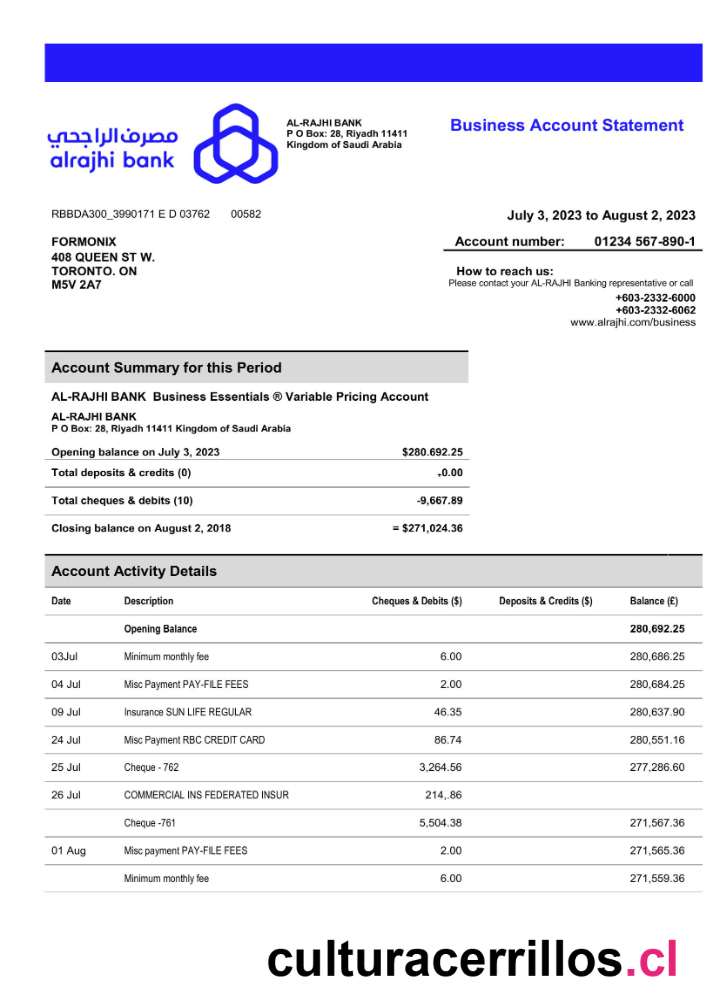 مصرف الراجحي
alrajhi bank
AL-RAJHI BANK
P O Box: 28, Riyadh 11411
Kingdom of Saudi Arabia
Business Account Statement
RBBDA300_3990171 E D 03762 00582
July 3, 2023 to August 2, 2023
FORMONIX
408 QUEEN ST W.
TORONTO. ON
M5V 2A7
Account number: 01234 567-890-1
How to reach us:
Please contact your AL-RAJHI Banking representative or call
+603-2332-6000
+603-2332-6062
www.alrajhi.com/business
Account Summary for this Period
AL-RAJHI BANK Business Essentials ® Variable Pricing Account
AL-RAJHI BANK
P O Box: 28, Riyadh 11411 Kingdom of Saudi Arabia
Opening balance on July 3, 2023 $280.692.25
Total deposits & credits (0) +0.00
Total cheques & debits (10) -9,667.89
Closing balance on August 2, 2018 = $271,024.36
Account Activity Details
Date Description Cheques & Debits ($) Deposits & Credits ($) Balance (£)
Opening Balance 280,692.25
03Jul Minimum monthly fee 6.00 280,686.25
04 Jul Misc Payment PAY-FILE FEES 2.00 280,684.25
09 Jul Insurance SUN LIFE REGULAR 46.35 280,637.90
24 Jul Misc Payment RBC CREDIT CARD 86.74 280,551.16
25 Jul Cheque - 762 3,264.56 277,286.60
26 Jul COMMERCIAL INS FEDERATED INSUR 214,.86
Cheque -761 5,504.38 271,567.36
01 Aug Misc payment PAY-FILE FEES 2.00 271,565.36
Minimum monthly fee 6.00 271,559.36
culturacerrillos.cl